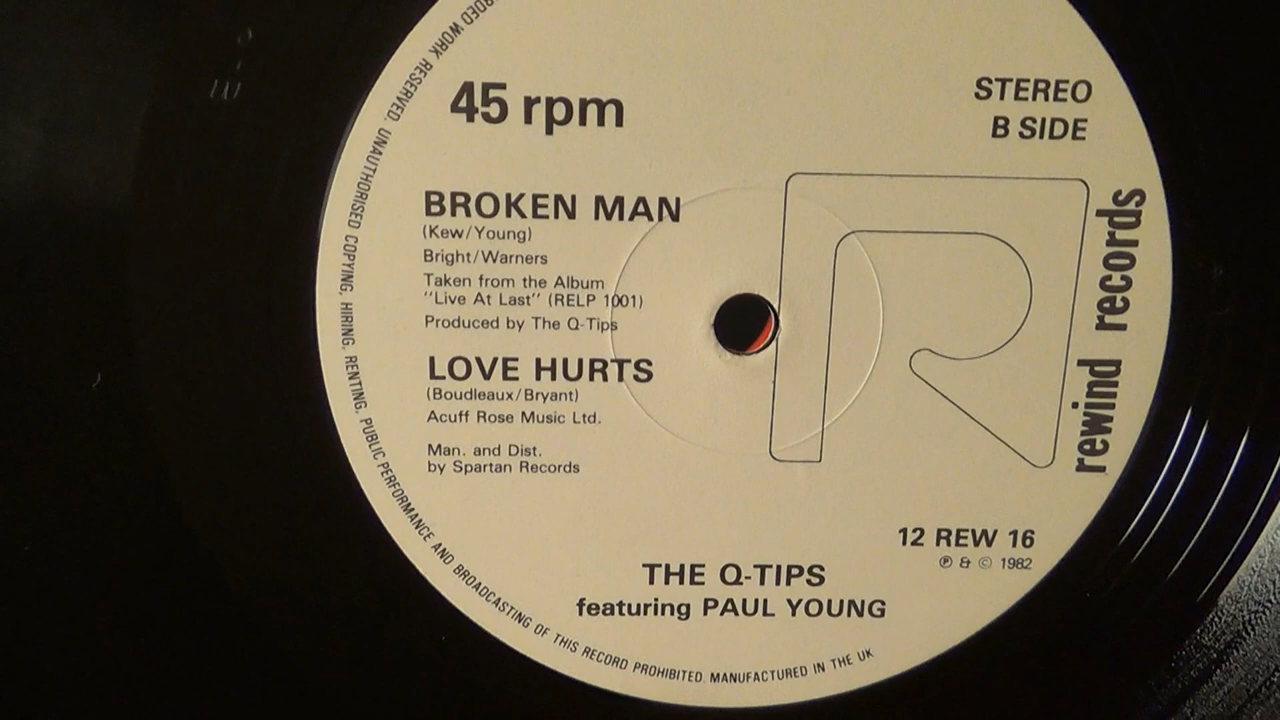 45 rpm
STEREO
B SIDE
BROKEN MAN
(Kew/Young)
Bright/Warners
Taken from the Album
"Live At Last" (RELP 1001)
Produced by The Q-Tips
LOVE HURTS
(Boudleaux/Bryant)
Acuff Rose Music Ltd.
Man. and Dist.
by Spartan Records
rewind records
12 REW 16
℗ & © 1982
THE Q-TIPS
featuring PAUL YOUNG
WORK RESERVED. UNAUTHORISED COPYING, HIRING, RENTING, PUBLIC PERFORMANCE AND BROADCASTING OF THIS RECORD PROHIBITED. MANUFACTURED IN THE UK